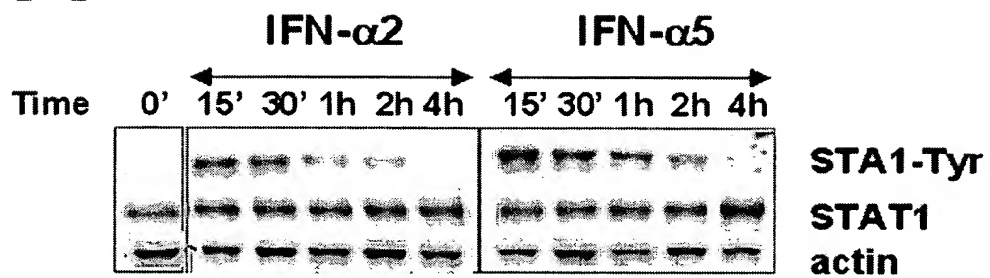 IFN-α2 IFN-α5
Time 0' 15' 30' 1h 2h 4h 15' 30' 1h 2h 4h
STA1-Tyr
STAT1
actin